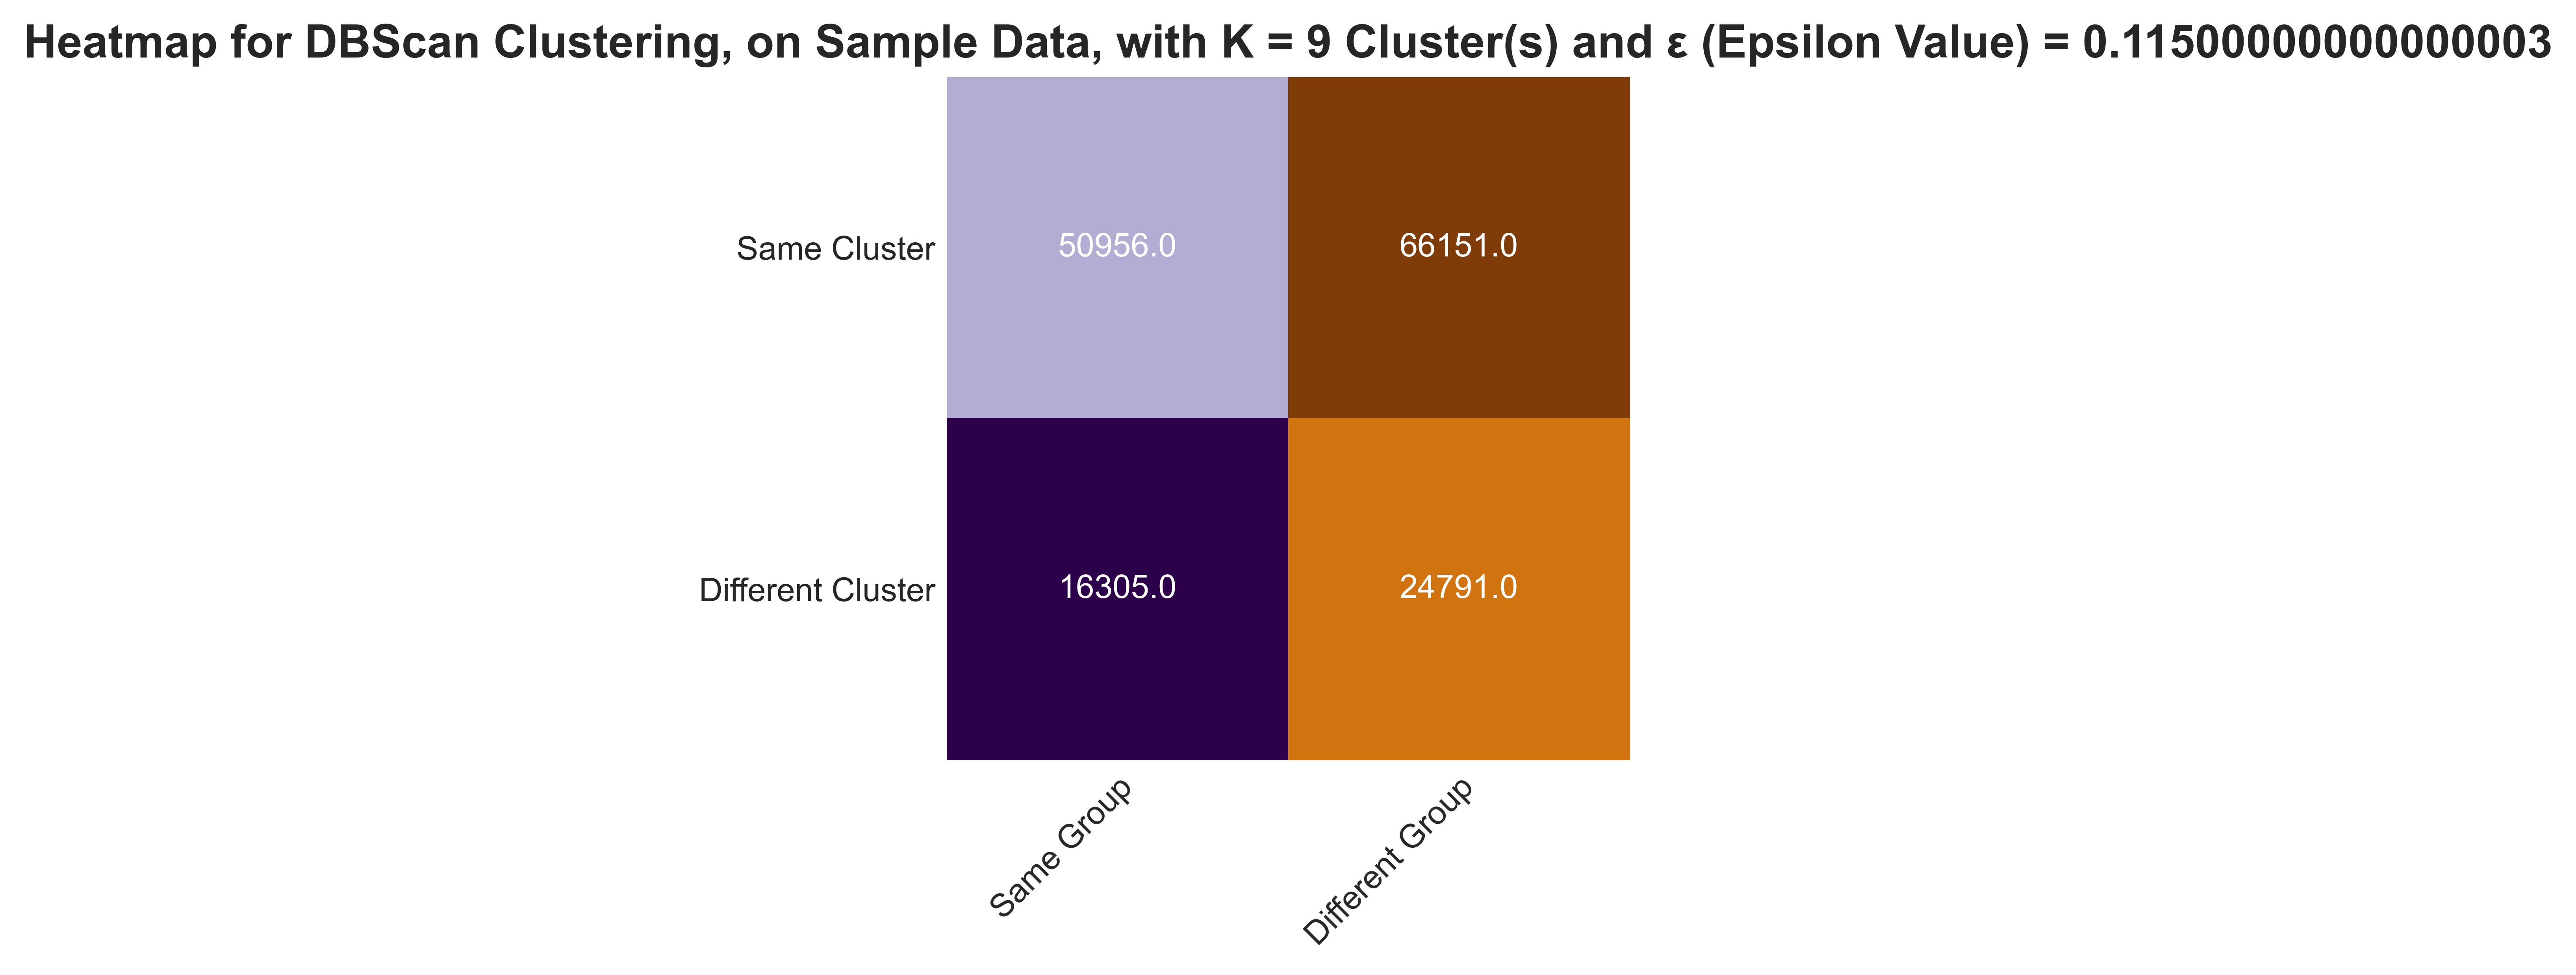 Heatmap for DBScan Clustering, on Sample Data, with K = 9 Cluster(s) and ε (Epsilon Value) = 0.11500000000000003
Same Cluster
50956.0
66151.0
Different Cluster
16305.0
24791.0
Same Group
Different Group